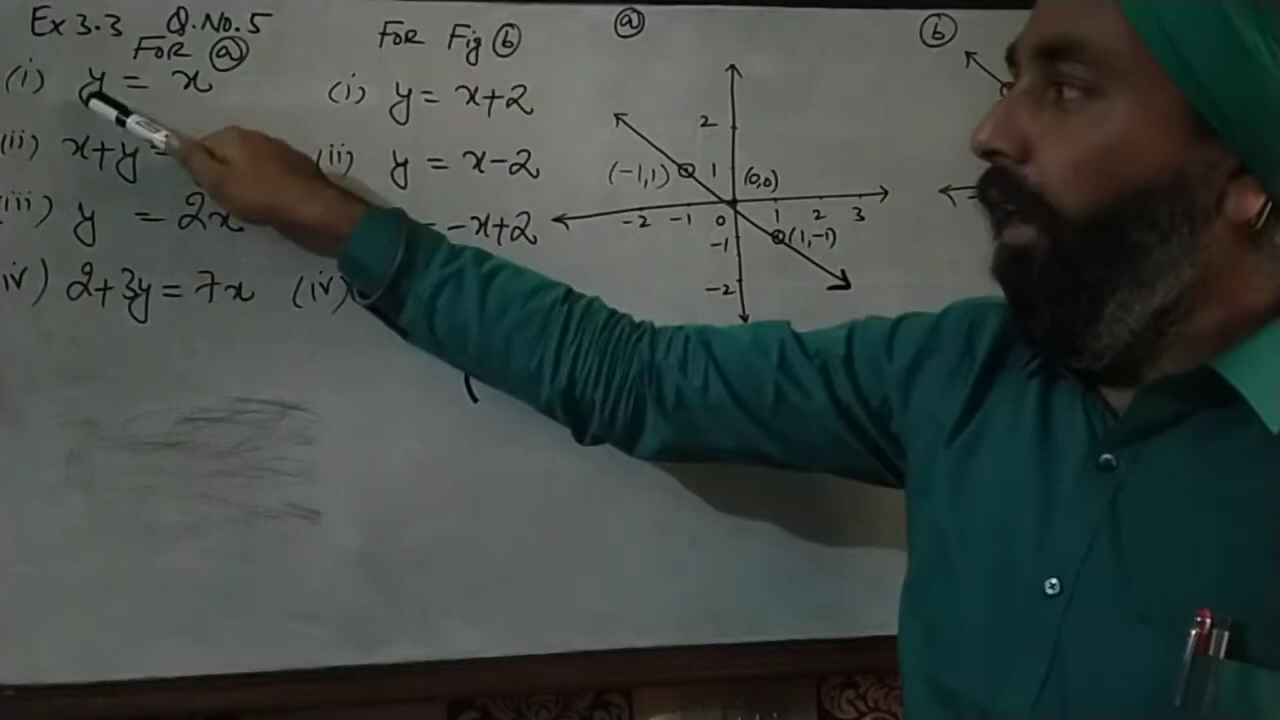 Ex 3.3 Q.No.5
FOR ⓐ
(i) y = x
(ii) x+y=
(iii) y = 2x
(iv) 2+3y=7x
FOR Fig ⓑ
(i) y = x+2
(ii) y = x-2
= -x+2
(iv)
ⓐ
2
(-1,1) 1 (0,0)
-2 -1 0 1 2 3
-1 (1,-1)
-2
ⓑ